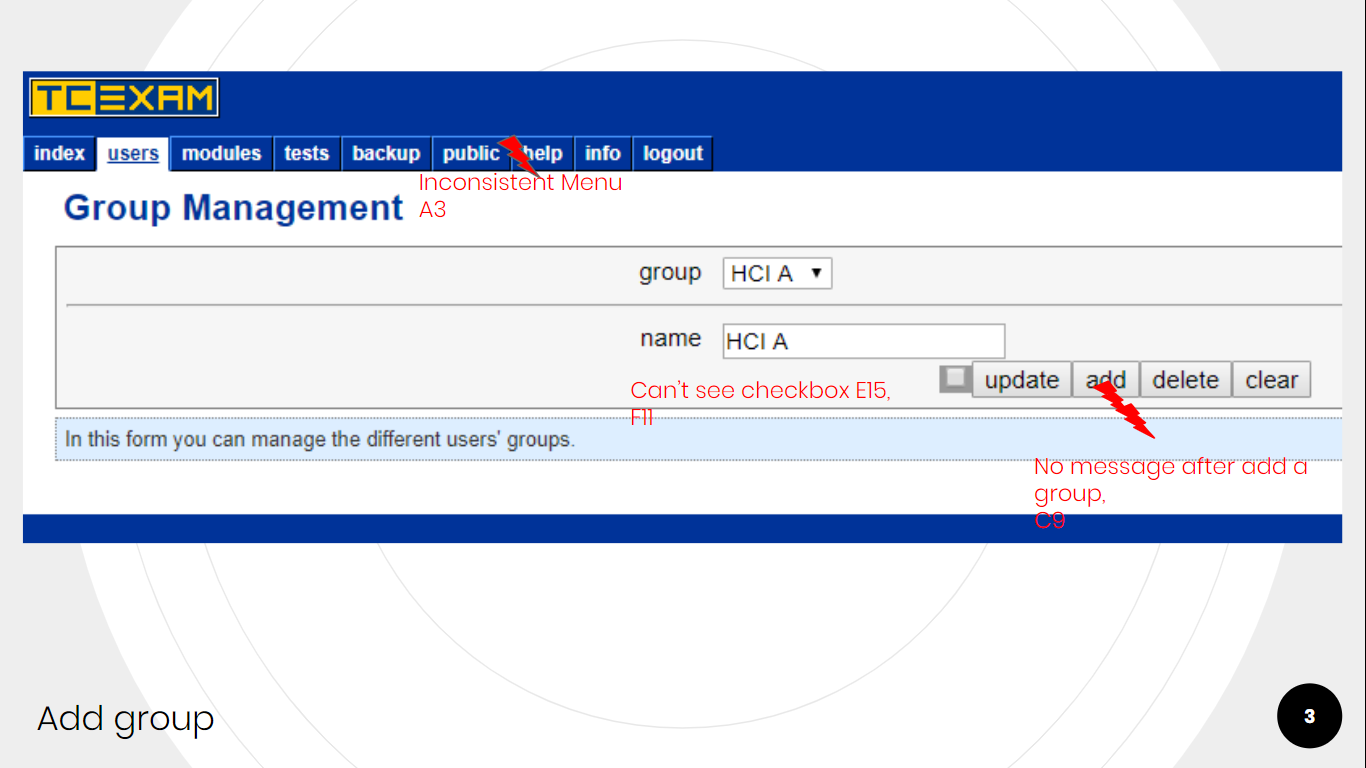 TCEXAM
index users modules tests backup public help info logout
Inconsistent Menu
A3
Group Management
group HCI A
name HCI A
update add delete clear
Can't see checkbox E15,
F11
In this form you can manage the different users' groups.
No message after add a
group,
C9
Add group
3